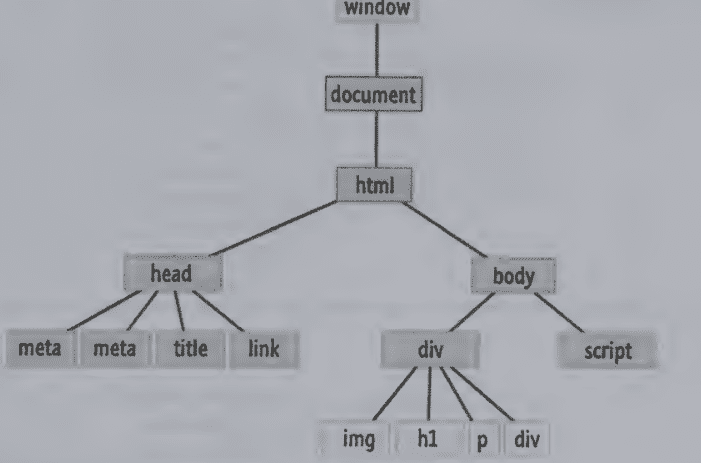 window
document
html
head body
meta meta title link div script
img h1 p div